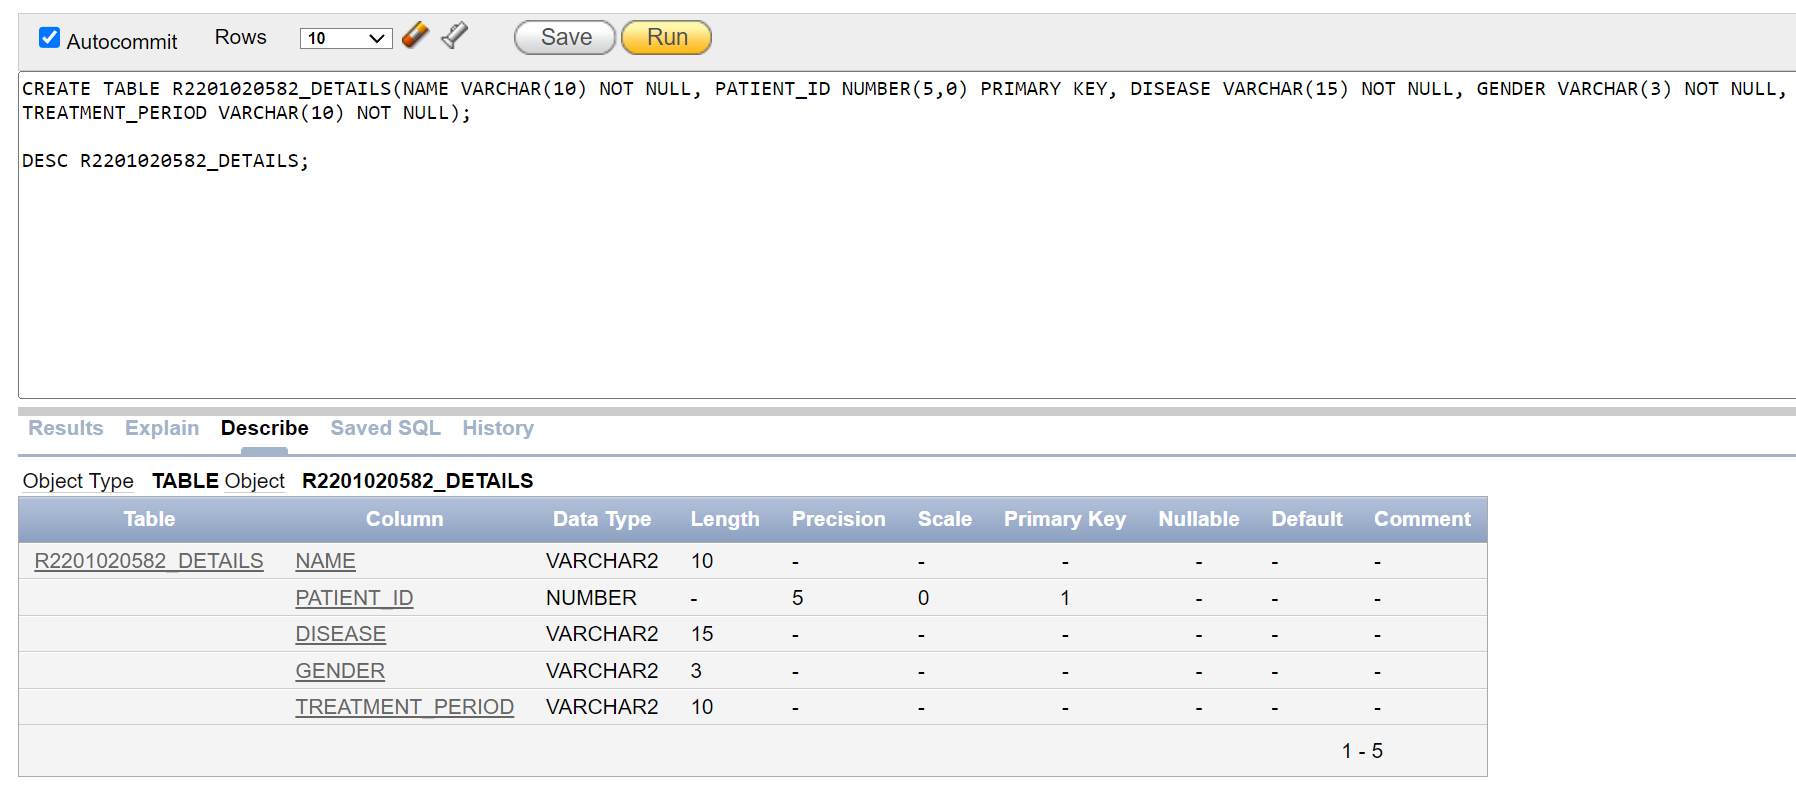 Autocommit Rows 10 Save Run
CREATE TABLE R2201020582_DETAILS(NAME VARCHAR(10) NOT NULL, PATIENT_ID NUMBER(5,0) PRIMARY KEY, DISEASE VARCHAR(15) NOT NULL, GENDER VARCHAR(3) NOT NULL,
TREATMENT_PERIOD VARCHAR(10) NOT NULL);
DESC R2201020582_DETAILS;
Results Explain Describe Saved SQL History
Object Type TABLE Object R2201020582_DETAILS
Table Column Data Type Length Precision Scale Primary Key Nullable Default Comment
R2201020582_DETAILS NAME VARCHAR2 10 - - - - - -
PATIENT_ID NUMBER - 5 0 1 - - -
DISEASE VARCHAR2 15 - - - - - -
GENDER VARCHAR2 3 - - - - - -
TREATMENT_PERIOD VARCHAR2 10 - - - - - -
1 - 5